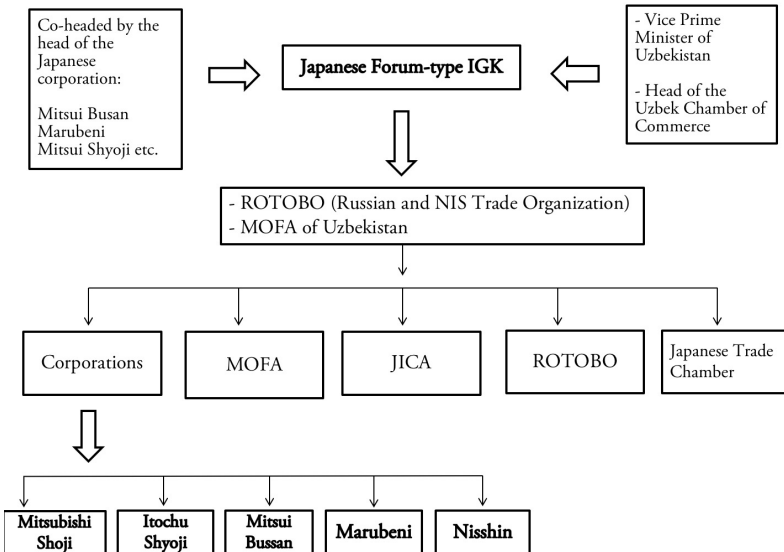 Co-headed by the
head of the
Japanese
corporation:
Mitsui Busan
Marubeni
Mitsui Shyoji etc.
Japanese Forum-type IGK
- Vice Prime
Minister of
Uzbekistan
- Head of the
Uzbek Chamber of
Commerce
- ROTOBO (Russian and NIS Trade Organization)
- MOFA of Uzbekistan
Corporations
MOFA
JICA
ROTOBO
Japanese Trade
Chamber
Mitsubishi
Shoji
Itochu
Shyoji
Mitsui
Bussan
Marubeni
Nisshin